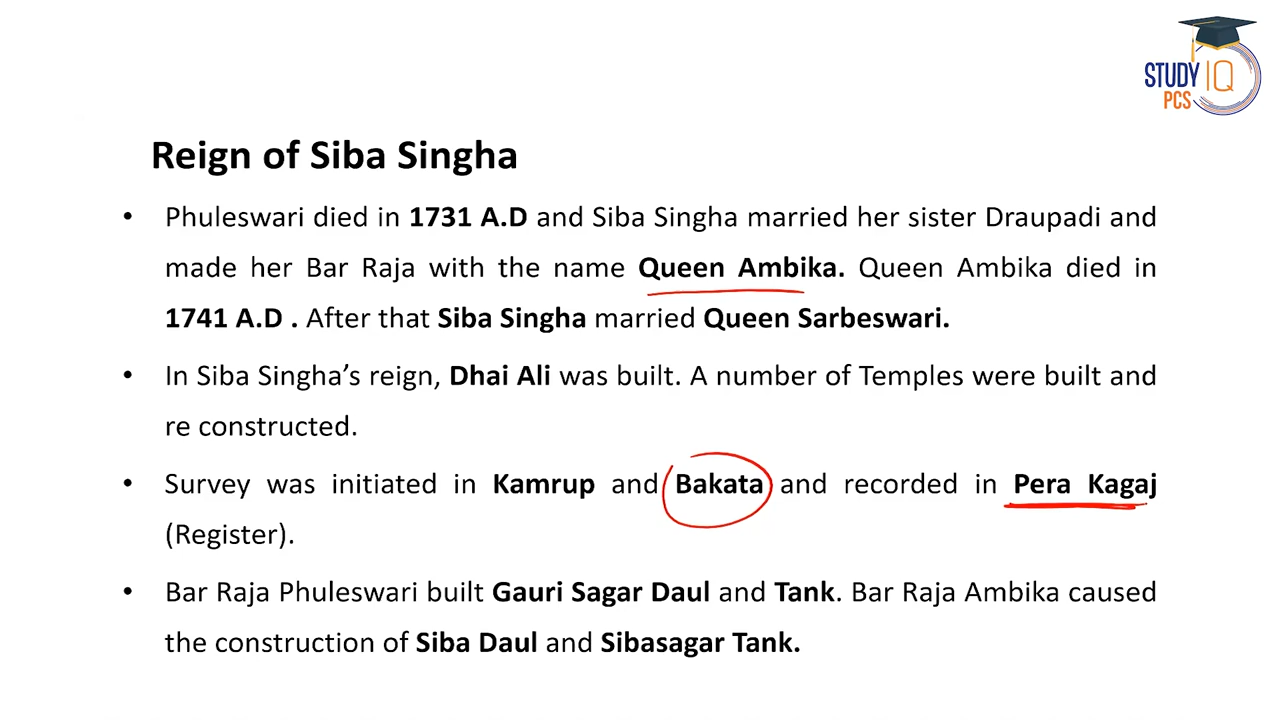 STUDY IQ
PCS
Reign of Siba Singha
• Phuleswari died in 1731 A.D and Siba Singha married her sister Draupadi and
made her Bar Raja with the name Queen Ambika. Queen Ambika died in
1741 A.D . After that Siba Singha married Queen Sarbeswari.
• In Siba Singha’s reign, Dhai Ali was built. A number of Temples were built and
re constructed.
• Survey was initiated in Kamrup and Bakata and recorded in Pera Kagaj
(Register).
• Bar Raja Phuleswari built Gauri Sagar Daul and Tank. Bar Raja Ambika caused
the construction of Siba Daul and Sibasagar Tank.